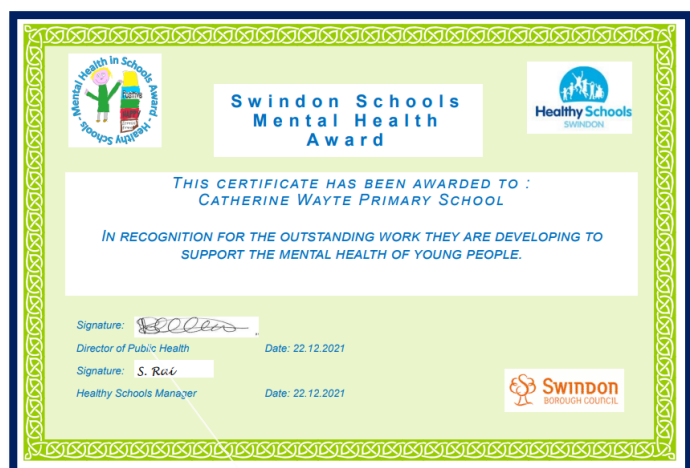 Mental Health in Schools Award - Healthy Schools -
Swindon Schools
Mental Health
Award
Healthy Schools
SWINDON
THIS CERTIFICATE HAS BEEN AWARDED TO :
CATHERINE WAYTE PRIMARY SCHOOL
IN RECOGNITION FOR THE OUTSTANDING WORK THEY ARE DEVELOPING TO
SUPPORT THE MENTAL HEALTH OF YOUNG PEOPLE.
Signature:
Director of Public Health Date: 22.12.2021
Signature: S. Rai
Healthy Schools Manager Date: 22.12.2021
SWINDON
BOROUGH COUNCIL